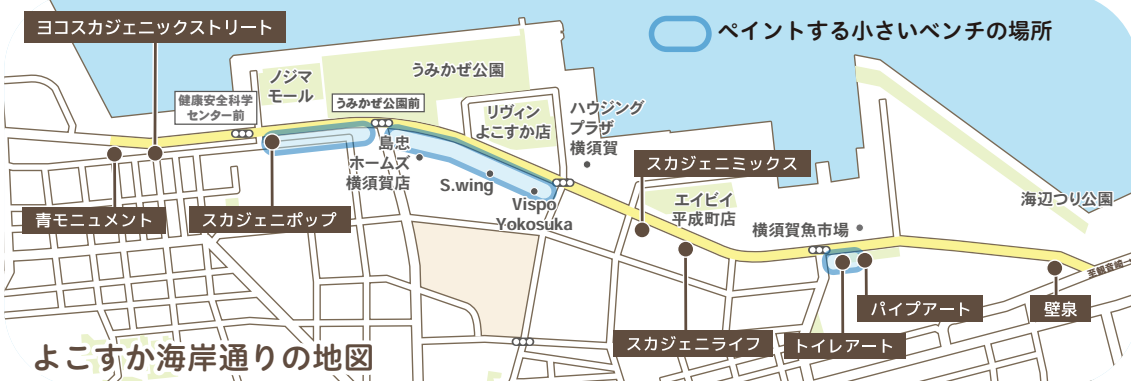 ヨコスカジェニックストリート
ペイントする小さいベンチの場所
うみかぜ公園
ノジマ
モール
健康安全科学
センター前
うみかぜ公園前
リヴィン
よこすか店
ハウジング
プラザ
横須賀
島忠
ホームズ
横須賀店
S.wing
Vispo
Yokosuka
スカジェニミックス
エイビイ
平成町店
海辺つり公園
青モニュメント
スカジェニポップ
横須賀魚市場
至観音崎
パイプアート
壁泉
スカジェニライフ
トイレアート
よこすか海岸通りの地図